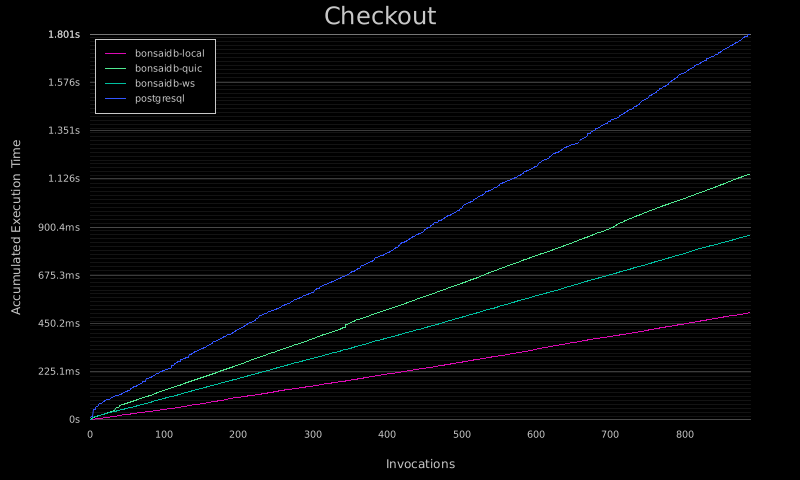 Checkout
1.801s
1.576s
1.351s
1.126s
900.4ms
675.3ms
450.2ms
225.1ms
0s
bonsaidb-local
bonsaidb-quic
bonsaidb-ws
postgresql
Accumulated Execution Time
0 100 200 300 400 500 600 700 800
Invocations